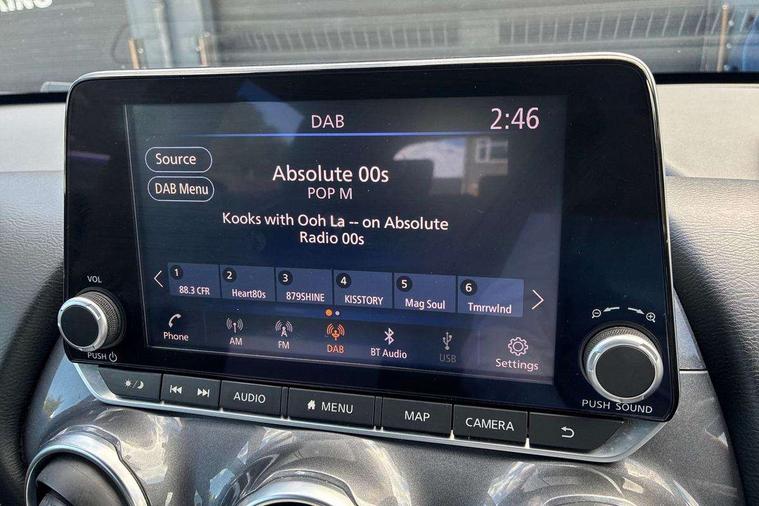 DAB
2:46
Source
DAB Menu
Absolute 00s
POP M
Kooks with Ooh La -- on Absolute
Radio 00s
1
88.3 CFR
2
Heart80s
3
879SHINE
4
KISSTORY
5
Mag Soul
6
Tmrrwlnd
Phone
AM
FM
DAB
BT Audio
USB
Settings
VOL
PUSH
PUSH SOUND
AUDIO
MENU
MAP
CAMERA